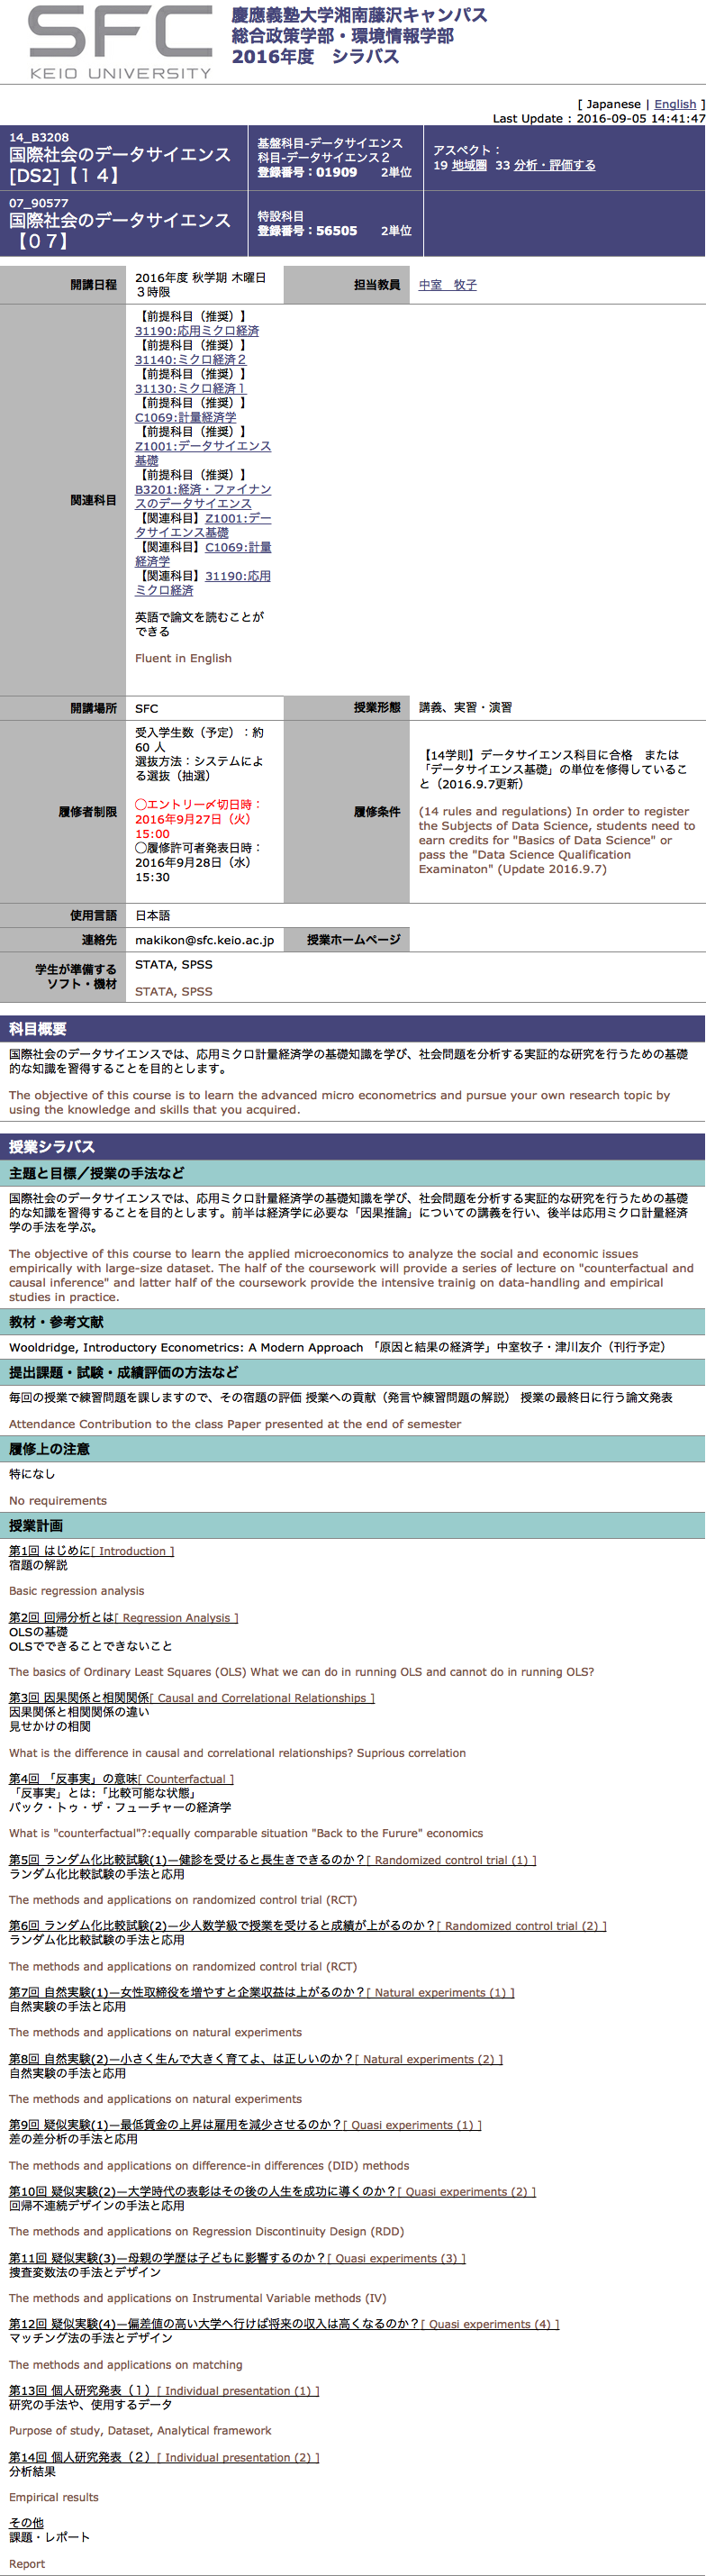 SFC
KEIO UNIVERSITY
慶應義塾大学湘南藤沢キャンパス
総合政策学部・環境情報学部
2016年度　シラバス
[ Japanese | English ]
Last Update : 2016-09-05 14:41:47
14_B3208
国際社会のデータサイエンス
[DS2]【１４】
基盤科目-データサイエンス
科目-データサイエンス２
登録番号：01909　　2単位
アスペクト：
19 地域圏　33 分析・評価する
07_90577
国際社会のデータサイエンス
【０７】
特設科目
登録番号：56505　　2単位
開講日程
2016年度 秋学期 木曜日
３時限
担当教員
中室　牧子
関連科目
【前提科目（推奨）】
31190:応用ミクロ経済
【前提科目（推奨）】
31140:ミクロ経済２
【前提科目（推奨）】
31130:ミクロ経済１
【前提科目（推奨）】
C1069:計量経済学
【前提科目（推奨）】
Z1001:データサイエンス
基礎
【前提科目（推奨）】
B3201:経済・ファイナン
スのデータサイエンス
【関連科目】Z1001:デー
タサイエンス基礎
【関連科目】C1069:計量
経済学
【関連科目】31190:応用
ミクロ経済
英語で論文を読むことが
できる
Fluent in English
開講場所
SFC
授業形態
講義、実習・演習
履修者制限
受入学生数（予定）：約
60 人
選抜方法：システムによ
る選抜（抽選）
◯エントリー〆切日時：
2016年9月27日（火）
15:00
◯履修許可者発表日時：
2016年9月28日（水）
15:30
履修条件
【14学則】データサイエンス科目に合格　または
「データサイエンス基礎」の単位を修得しているこ
と（2016.9.7更新）
(14 rules and regulations) In order to register
the Subjects of Data Science, students need to
earn credits for "Basics of Data Science" or
pass the "Data Science Qualification
Examinaton" (Update 2016.9.7)
使用言語
日本語
連絡先
makikon@sfc.keio.ac.jp
授業ホームページ
学生が準備する
ソフト・機材
STATA, SPSS
STATA, SPSS
科目概要
国際社会のデータサイエンスでは、応用ミクロ計量経済学の基礎知識を学び、社会問題を分析する実証的な研究を行うための基礎
的な知識を習得することを目的とします。
The objective of this course is to learn the advanced micro econometrics and pursue your own research topic by
using the knowledge and skills that you acquired.
授業シラバス
主題と目標／授業の手法など
国際社会のデータサイエンスでは、応用ミクロ計量経済学の基礎知識を学び、社会問題を分析する実証的な研究を行うための基礎
的な知識を習得することを目的とします。前半は経済学に必要な「因果推論」についての講義を行い、後半は応用ミクロ計量経済
学の手法を学ぶ。
The objective of this course to learn the applied microeconomics to analyze the social and economic issues
empirically with large-size dataset. The half of the coursework will provide a series of lecture on "counterfactual and
causal inference" and latter half of the coursework provide the intensive trainig on data-handling and empirical
studies in practice.
教材・参考文献
Wooldridge, Introductory Econometrics: A Modern Approach 「原因と結果の経済学」中室牧子・津川友介（刊行予定）
提出課題・試験・成績評価の方法など
毎回の授業で練習問題を課しますので、その宿題の評価 授業への貢献（発言や練習問題の解説） 授業の最終日に行う論文発表
Attendance Contribution to the class Paper presented at the end of semester
履修上の注意
特になし
No requirements
授業計画
第1回 はじめに[ Introduction ]
宿題の解説
Basic regression analysis
第2回 回帰分析とは[ Regression Analysis ]
OLSの基礎
OLSでできることできないこと
The basics of Ordinary Least Squares (OLS) What we can do in running OLS and cannot do in running OLS?
第3回 因果関係と相関関係[ Causal and Correlational Relationships ]
因果関係と相関関係の違い
見せかけの相関
What is the difference in causal and correlational relationships? Suprious correlation
第4回 「反事実」の意味[ Counterfactual ]
「反事実」とは:「比較可能な状態」
バック・トゥ・ザ・フューチャーの経済学
What is "counterfactual"?:equally comparable situation "Back to the Furure" economics
第5回 ランダム化比較試験(1)—健診を受けると長生きできるのか？[ Randomized control trial (1) ]
ランダム化比較試験の手法と応用
The methods and applications on randomized control trial (RCT)
第6回 ランダム化比較試験(2)—少人数学級で授業を受けると成績が上がるのか？[ Randomized control trial (2) ]
ランダム化比較試験の手法と応用
The methods and applications on randomized control trial (RCT)
第7回 自然実験(1)—女性取締役を増やすと企業収益は上がるのか？[ Natural experiments (1) ]
自然実験の手法と応用
The methods and applications on natural experiments
第8回 自然実験(2)—小さく生んで大きく育てよ、は正しいのか？[ Natural experiments (2) ]
自然実験の手法と応用
The methods and applications on natural experiments
第9回 疑似実験(1)—最低賃金の上昇は雇用を減少させるのか？[ Quasi experiments (1) ]
差の差分析の手法と応用
The methods and applications on difference-in differences (DID) methods
第10回 疑似実験(2)—大学時代の表彰はその後の人生を成功に導くのか？[ Quasi experiments (2) ]
回帰不連続デザインの手法と応用
The methods and applications on Regression Discontinuity Design (RDD)
第11回 疑似実験(3)—母親の学歴は子どもに影響するのか？[ Quasi experiments (3) ]
捜査変数法の手法とデザイン
The methods and applications on Instrumental Variable methods (IV)
第12回 疑似実験(4)—偏差値の高い大学へ行けば将来の収入は高くなるのか？[ Quasi experiments (4) ]
マッチング法の手法とデザイン
The methods and applications on matching
第13回 個人研究発表（１）[ Individual presentation (1) ]
研究の手法や、使用するデータ
Purpose of study, Dataset, Analytical framework
第14回 個人研究発表（２）[ Individual presentation (2) ]
分析結果
Empirical results
その他
課題・レポート
Report